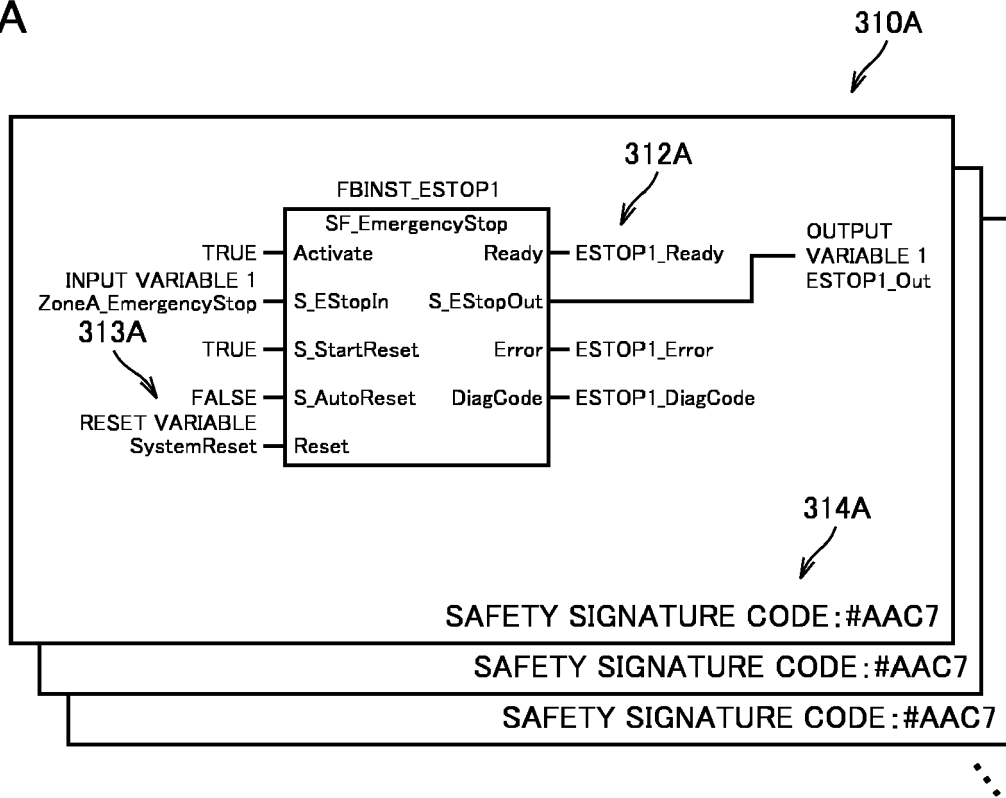 A
310A
312A
FBINST_ESTOP1
SF_EmergencyStop
TRUE Activate Ready ESTOP1_Ready
OUTPUT
VARIABLE 1
ESTOP1_Out
INPUT VARIABLE 1
ZoneA_EmergencyStop S_EStopIn S_EStopOut
313A
TRUE S_StartReset Error ESTOP1_Error
FALSE S_AutoReset DiagCode ESTOP1_DiagCode
RESET VARIABLE
SystemReset Reset
314A
SAFETY SIGNATURE CODE:#AAC7
SAFETY SIGNATURE CODE:#AAC7
SAFETY SIGNATURE CODE:#AAC7